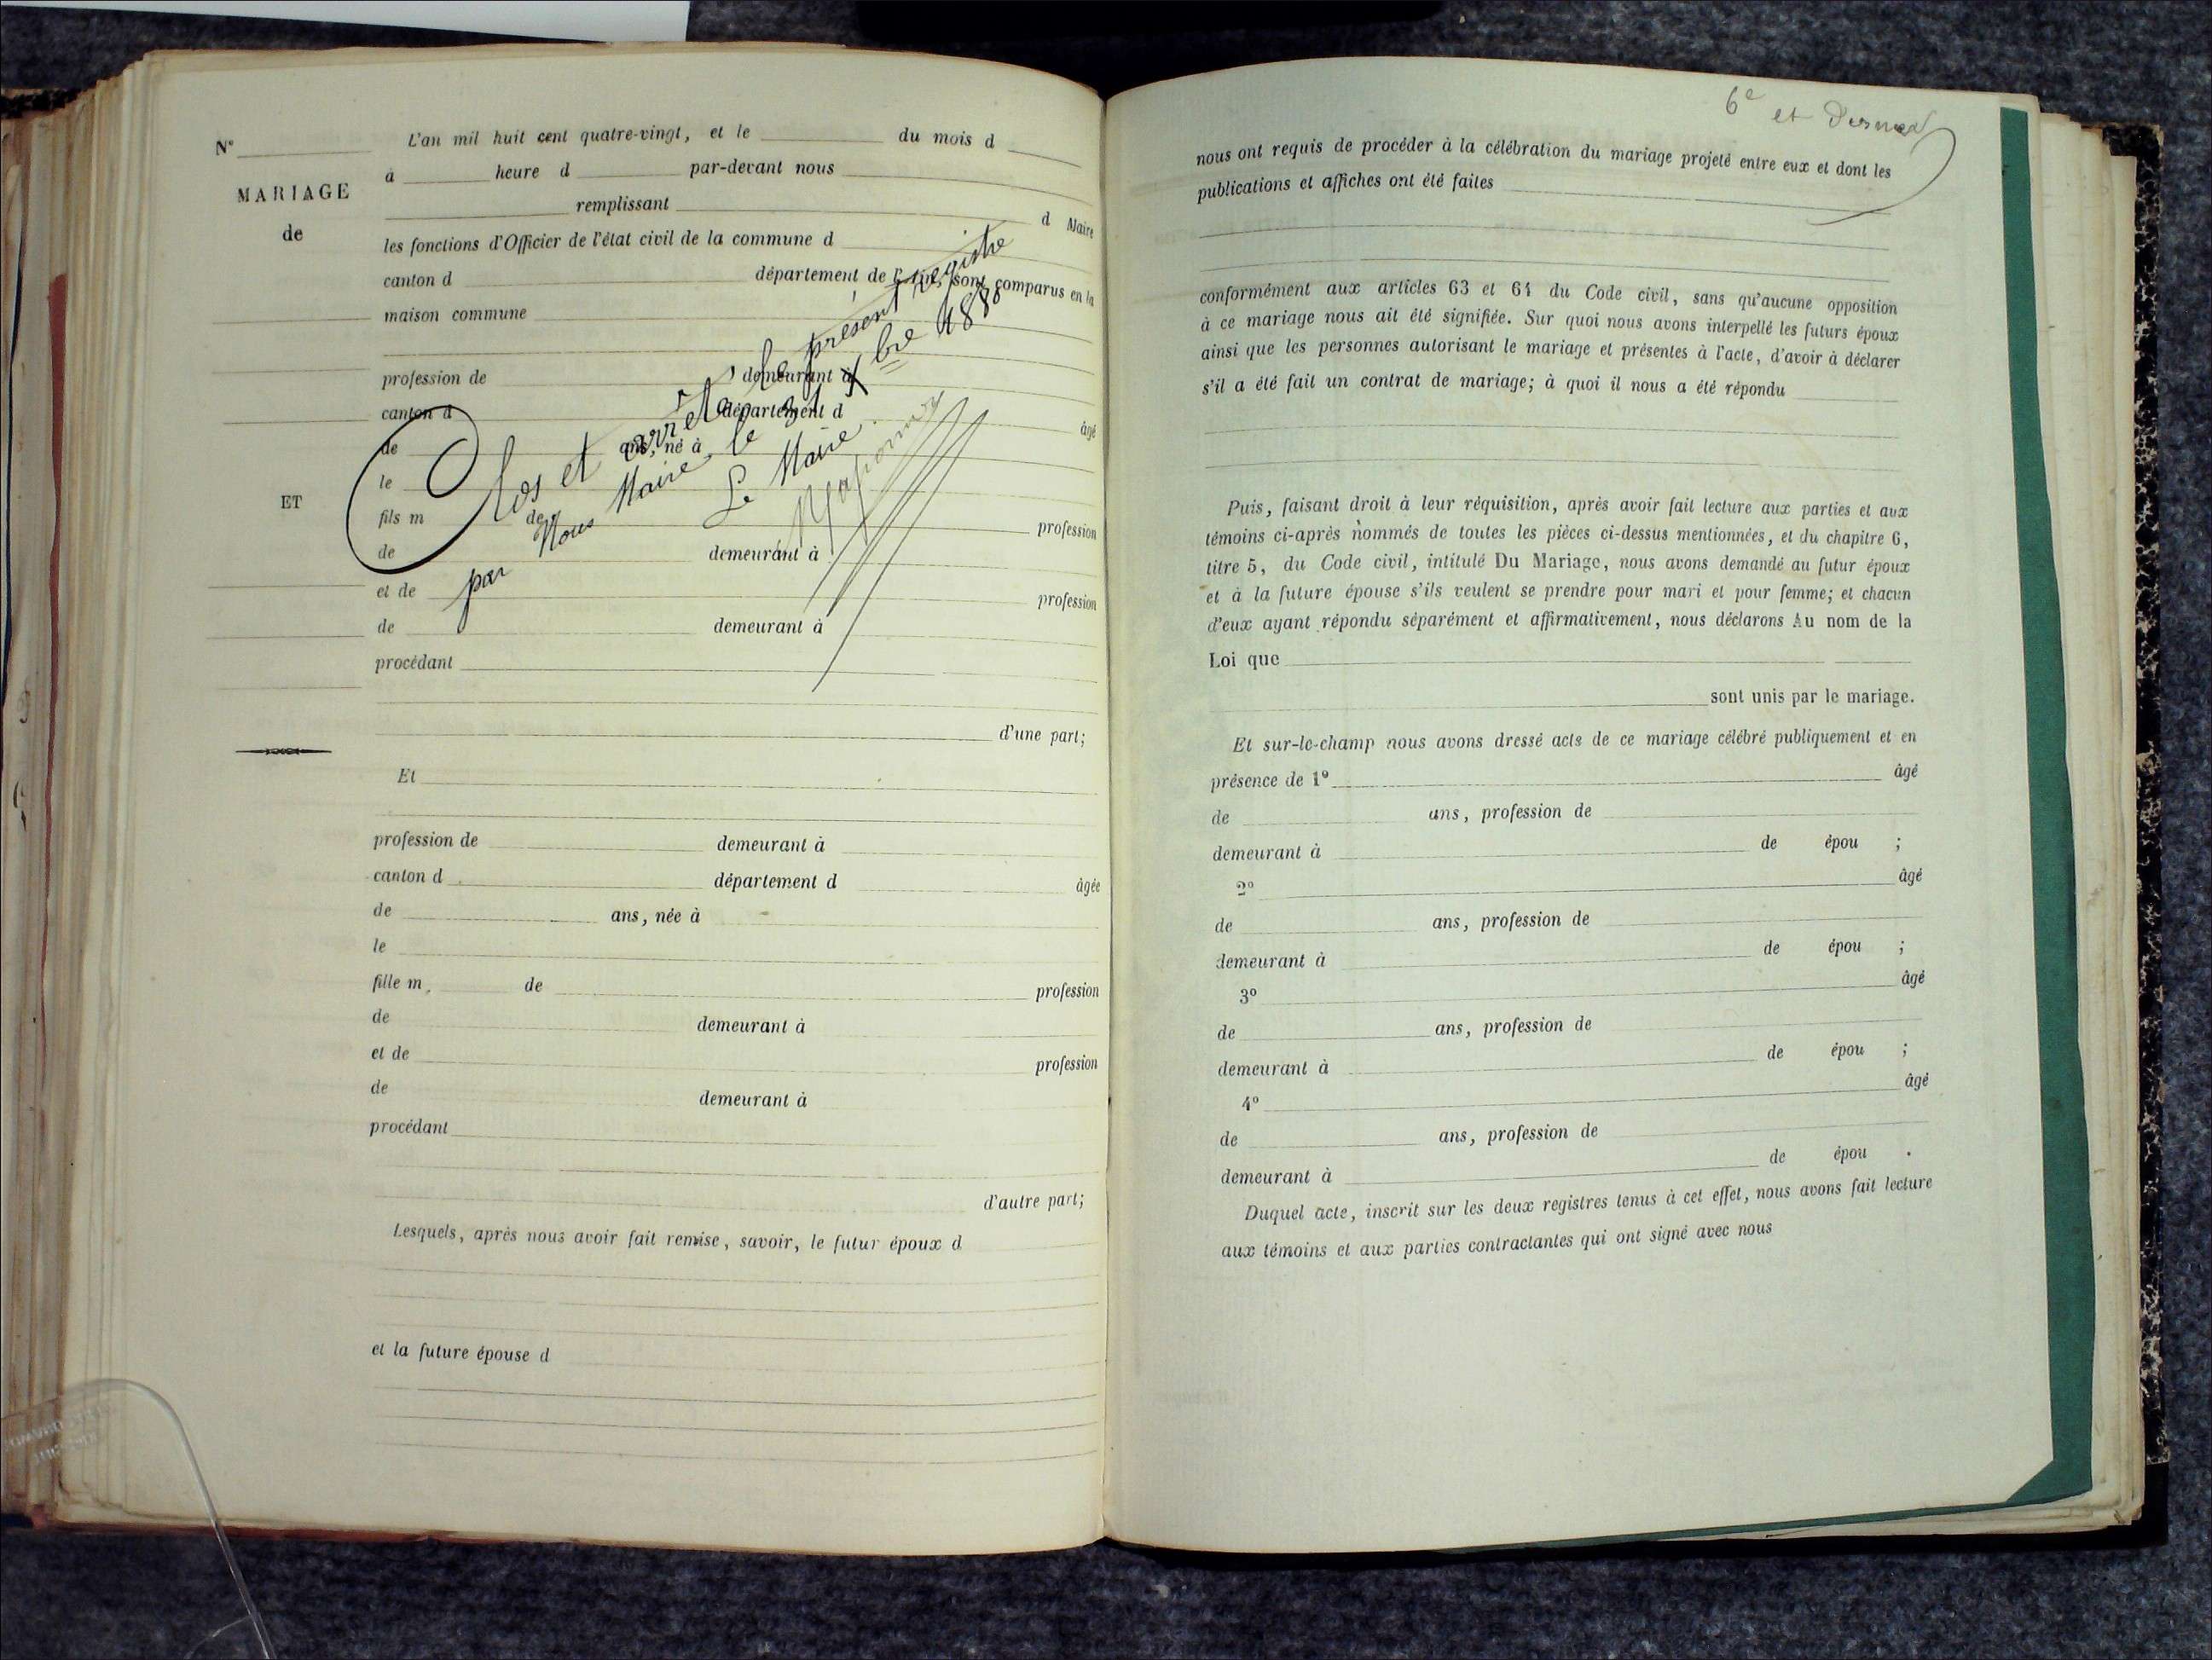 N°
MARIAGE
de
ET
L'an mil huit cent quatre-vingt, et le du mois d
à heure d par-devant nous
remplissant d Maire
les fonctions d'Officier de l'état civil de la commune d
canton d département de l' sont comparus en la
maison commune
profession de demeurant à
canton d département d âgé
de ans, né à
le
fils m de profession
de demeurant à
et de profession
de demeurant à
procédant
d'une part;
Clos et arrêté le présent registre
par Nous Maire, le 31 Xbre 1880
Le Maire
Et
profession de demeurant à
canton d département d âgée
de ans, née à
le
fille m de profession
de demeurant à
et de profession
de demeurant à
procédant
d'autre part;
Lesquels, après nous avoir fait remise, savoir, le futur époux d
et la future épouse d
6e et Dernier
nous ont requis de procéder à la célébration du mariage projeté entre eux et dont les
publications et affiches ont été faites
conformément aux articles 63 et 64 du Code civil, sans qu'aucune opposition
à ce mariage nous ait été signifiée. Sur quoi nous avons interpellé les futurs époux
ainsi que les personnes autorisant le mariage et présentes à l'acte, d'avoir à déclarer
s'il a été fait un contrat de mariage; à quoi il nous a été répondu
Puis, faisant droit à leur réquisition, après avoir fait lecture aux parties et aux
témoins ci-après nommés de toutes les pièces ci-dessus mentionnées, et du chapitre 6,
titre 5, du Code civil, intitulé Du Mariage, nous avons demandé au futur époux
et à la future épouse s'ils veulent se prendre pour mari et pour femme; et chacun
d'eux ayant répondu séparément et affirmativement, nous déclarons Au nom de la
Loi que
sont unis par le mariage.
Et sur-le-champ nous avons dressé acte de ce mariage célébré publiquement et en
présence de 1° âgé
de ans, profession de
demeurant à de épou ;
2° âgé
de ans, profession de
demeurant à de épou ;
3° âgé
de ans, profession de
demeurant à de épou ;
4° âgé
de ans, profession de
demeurant à de épou .
Duquel acte, inscrit sur les deux registres tenus à cet effet, nous avons fait lecture
aux témoins et aux parties contractantes qui ont signé avec nous